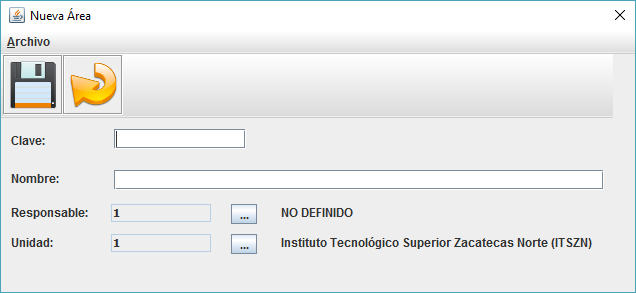 Nueva Área
Archivo
Clave:
Nombre:
Responsable: 1 ... NO DEFINIDO
Unidad: 1 ... Instituto Tecnológico Superior Zacatecas Norte (ITSZN)